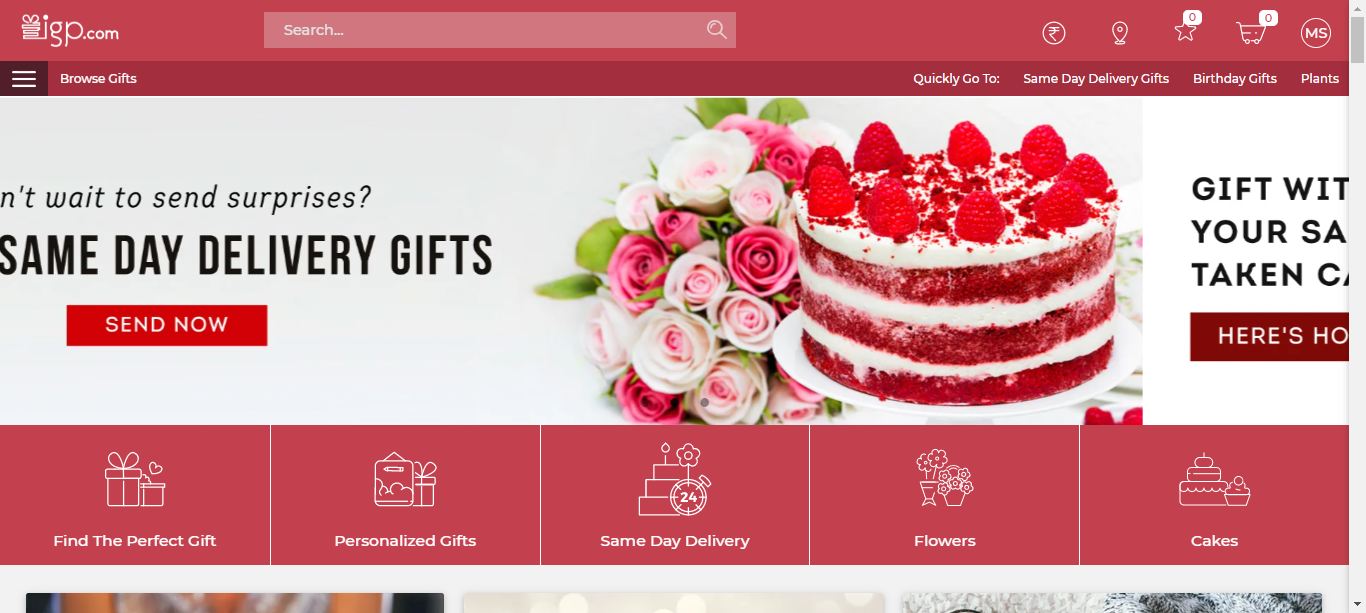 igp.com
Search...
₹
0
0
MS
Browse Gifts
Quickly Go To:
Same Day Delivery Gifts
Birthday Gifts
Plants
n't wait to send surprises?
SAME DAY DELIVERY GIFTS
SEND NOW
GIFT WIT
YOUR SA
TAKEN CA
HERE'S HO
24
Find The Perfect Gift
Personalized Gifts
Same Day Delivery
Flowers
Cakes